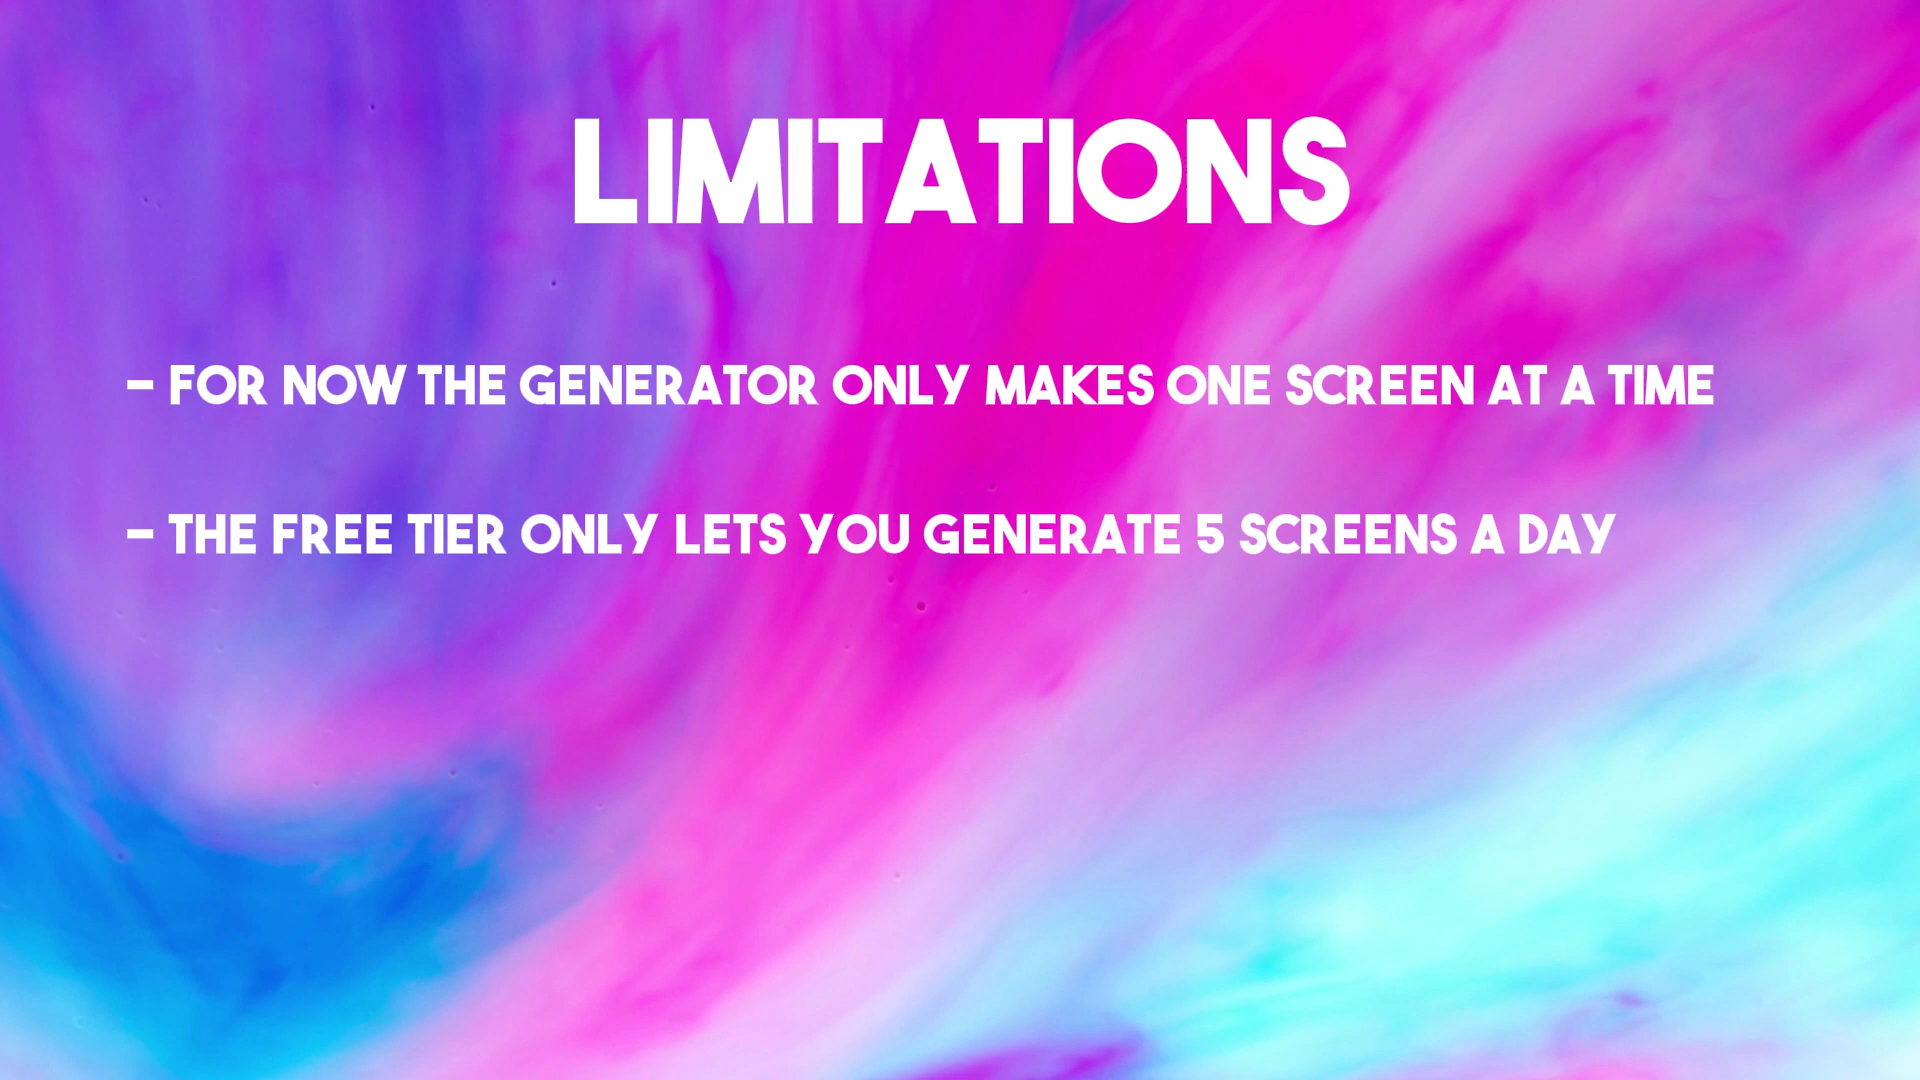 LIMITATIONS
- FOR NOW THE GENERATOR ONLY MAKES ONE SCREEN AT A TIME
- THE FREE TIER ONLY LETS YOU GENERATE 5 SCREENS A DAY